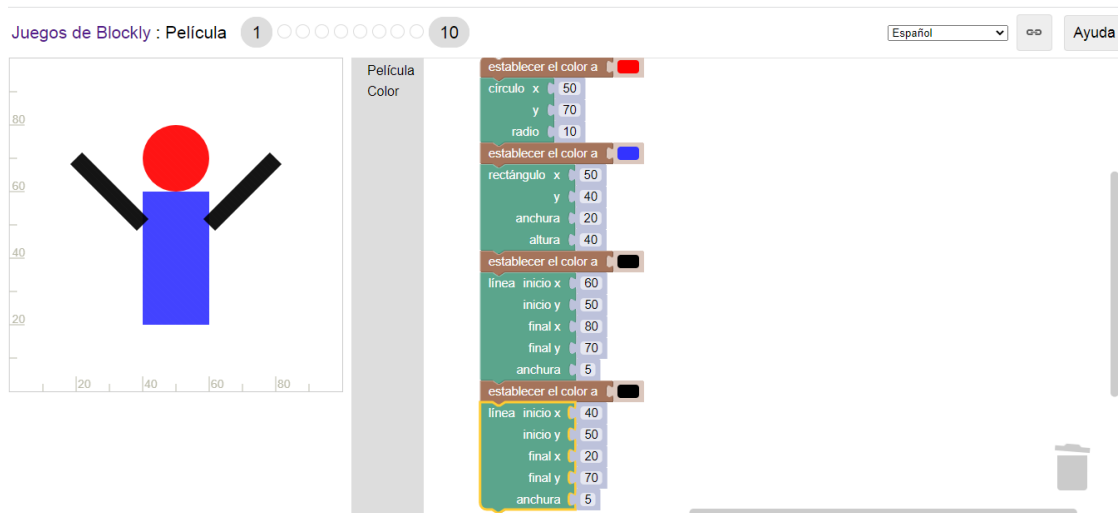 Juegos de Blockly : Película 1 10 Español Ayuda
80
60
40
20
20 40 60 80
Película
Color
establecer el color a
círculo x 50
y 70
radio 10
establecer el color a
rectángulo x 50
y 40
anchura 20
altura 40
establecer el color a
línea inicio x 60
inicio y 50
final x 80
final y 70
anchura 5
establecer el color a
línea inicio x 40
inicio y 50
final x 20
final y 70
anchura 5